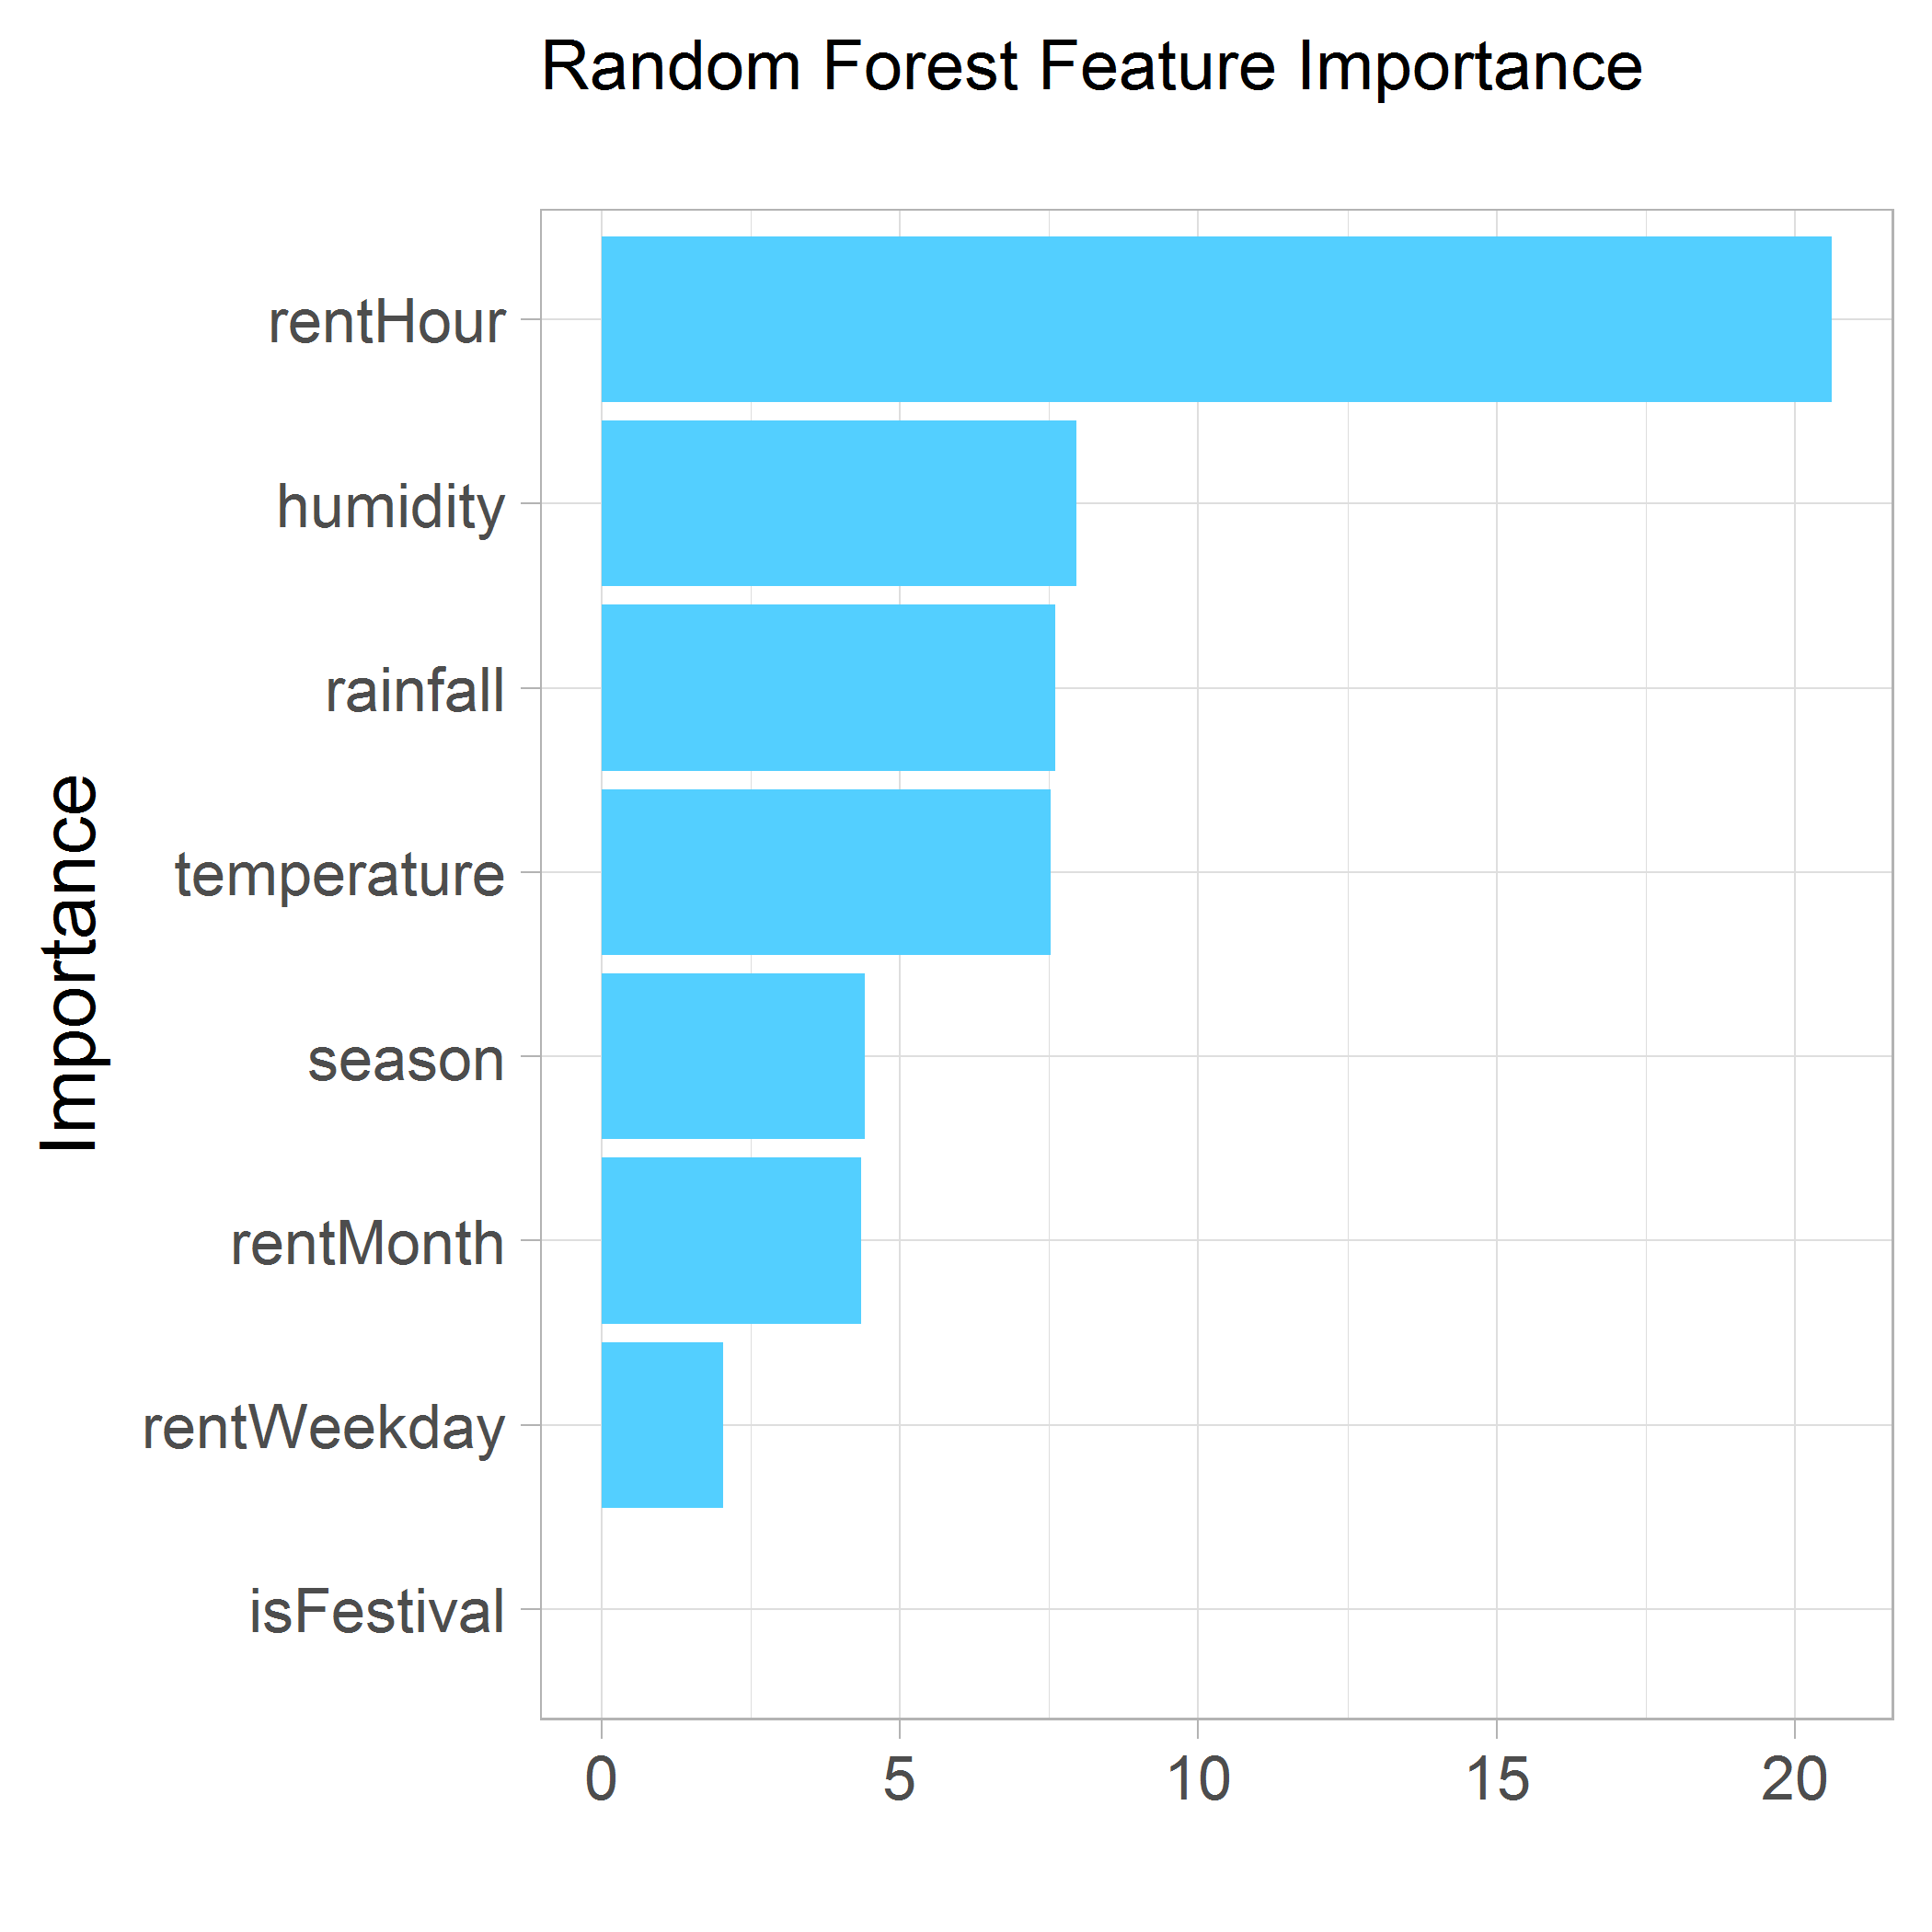 Random Forest Feature Importance
Importance
rentHour
humidity
rainfall
temperature
season
rentMonth
rentWeekday
isFestival
0 5 10 15 20